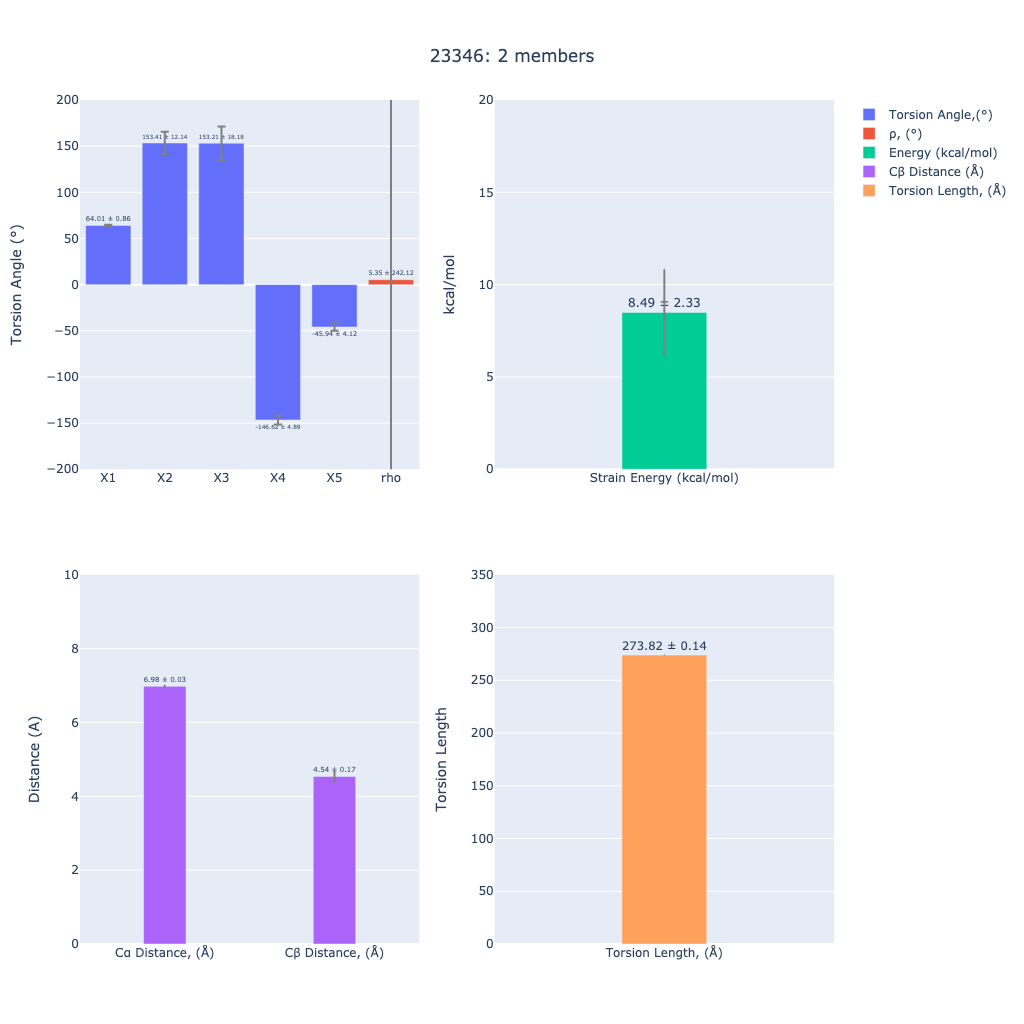 23346: 2 members
Torsion Angle (°)
200
150
100
50
0
−50
−100
−150
−200
64.01 ± 0.86
153.41 ± 12.14
153.21 ± 18.18
-146.62 ± 4.89
-45.94 ± 4.12
5.35 ± 242.12
X1
X2
X3
X4
X5
rho
kcal/mol
20
15
10
5
0
8.49 ± 2.33
Strain Energy (kcal/mol)
Torsion Angle,(°)
ρ, (°)
Energy (kcal/mol)
Cβ Distance (Å)
Torsion Length, (Å)
Distance (A)
10
8
6
4
2
0
6.98 ± 0.03
4.54 ± 0.17
Cα Distance, (Å)
Cβ Distance, (Å)
Torsion Length
350
300
250
200
150
100
50
0
273.82 ± 0.14
Torsion Length, (Å)